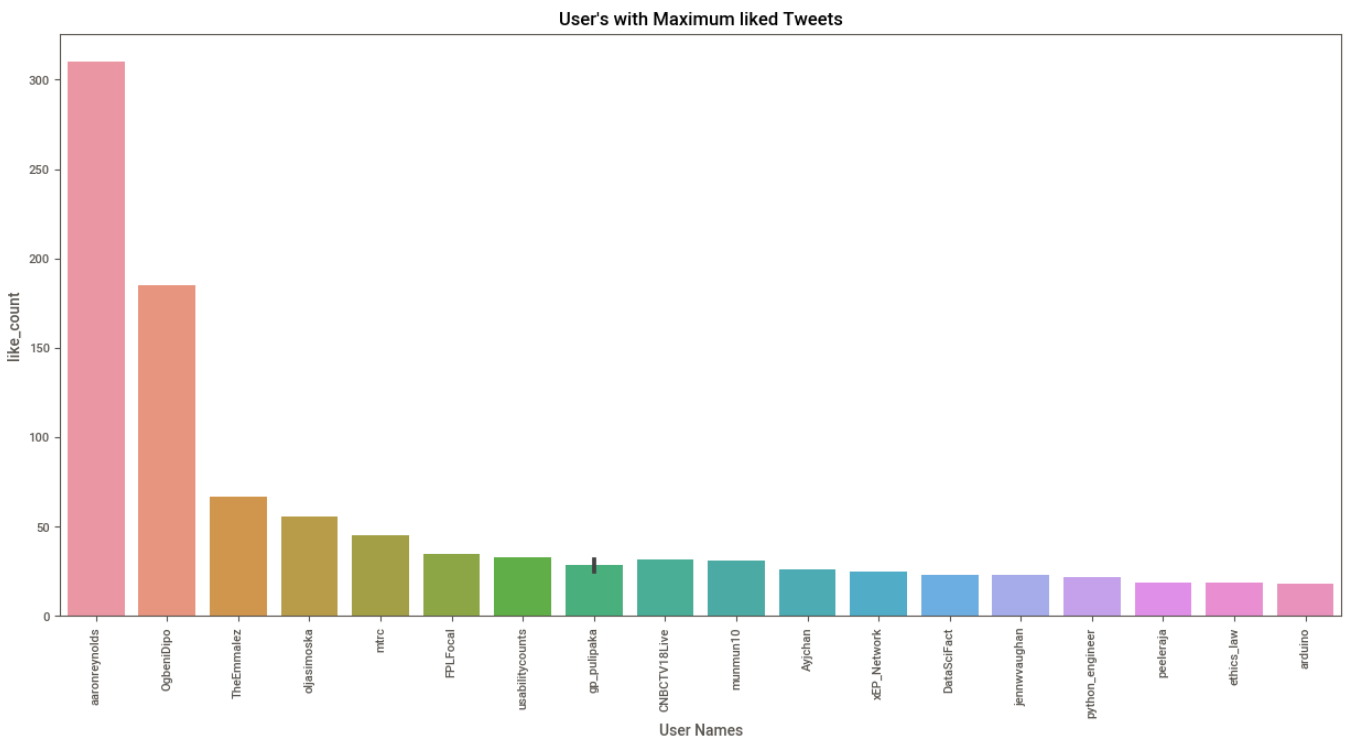 User's with Maximum liked Tweets
like_count
300
250
200
150
100
50
0
aaronreynolds
OgbeniDipo
TheEmmalez
oljasimoska
mtrc
FPLFocal
usabilitycounts
gp_pulipaka
CNBCTV18Live
munmun10
Ayjchan
xEP_Network
DataSciFact
jennwvaughan
python_engineer
peeleraja
ethics_law
arduino
User Names